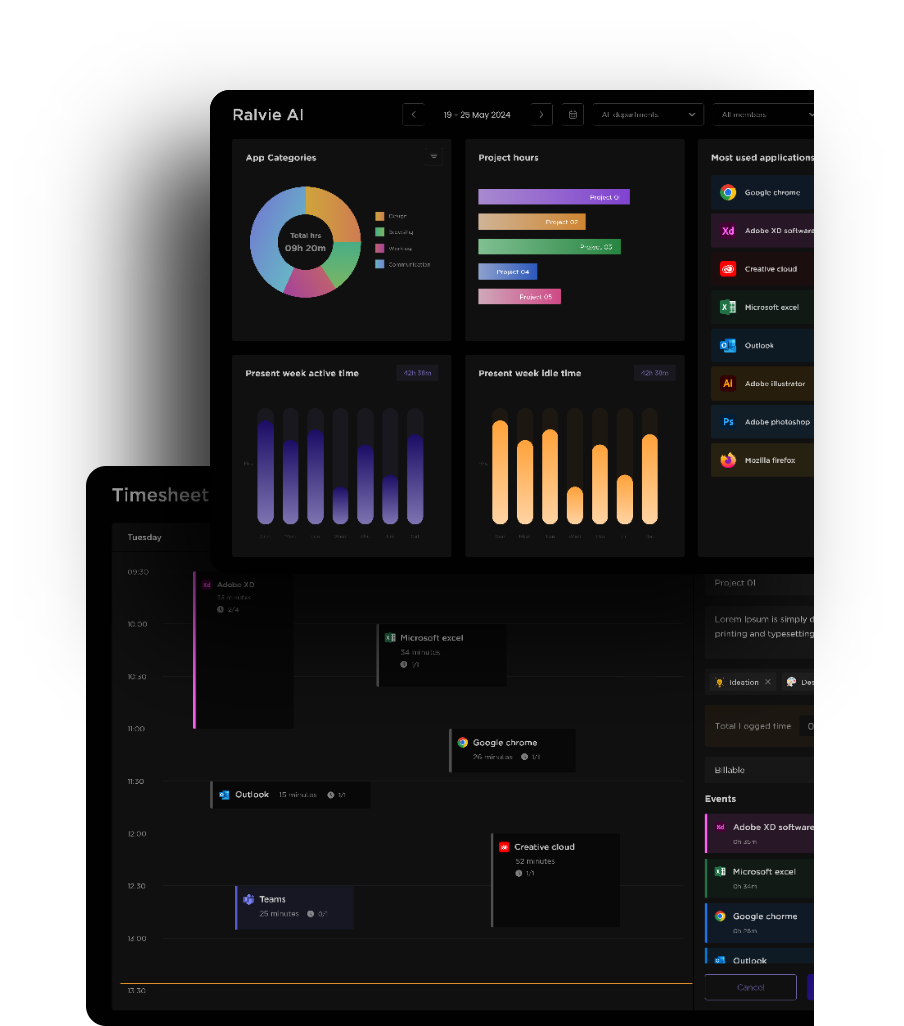 Ralvie AI
19 - 25 May 2024
All departments
All members
App Categories
Total hrs
09h 20m
Design
Browsing
Communication
Project hours
Project 01
Project 02
Project 03
Project 04
Project 05
Most used applications
Google chrome
Adobe XD software
Creative cloud
Microsoft excel
Outlook
Adobe illustrator
Adobe photoshop
Mozilla firefox
Present week active time
42h 38m
Present week idle time
42h 38m
Timesheet
Tuesday
09:30
Adobe XD
2/4
10:00
Microsoft excel
34 minutes
1/1
10:30
11:00
Google chrome
26 minutes 1/1
11:30
Outlook 15 minutes 1/1
12:00
Creative cloud
52 minutes
1/1
12:30
Teams
25 minutes 0/1
13:00
13:30
Project 01
Lorem Ipsum is simply d
printing and typesetting
Ideation ×
Des
Total Logged time 0
Billable
Events
Adobe XD software
0h 35m
Microsoft excel
0h 34m
Google chorme
0h 26m
Outlook
Cancel